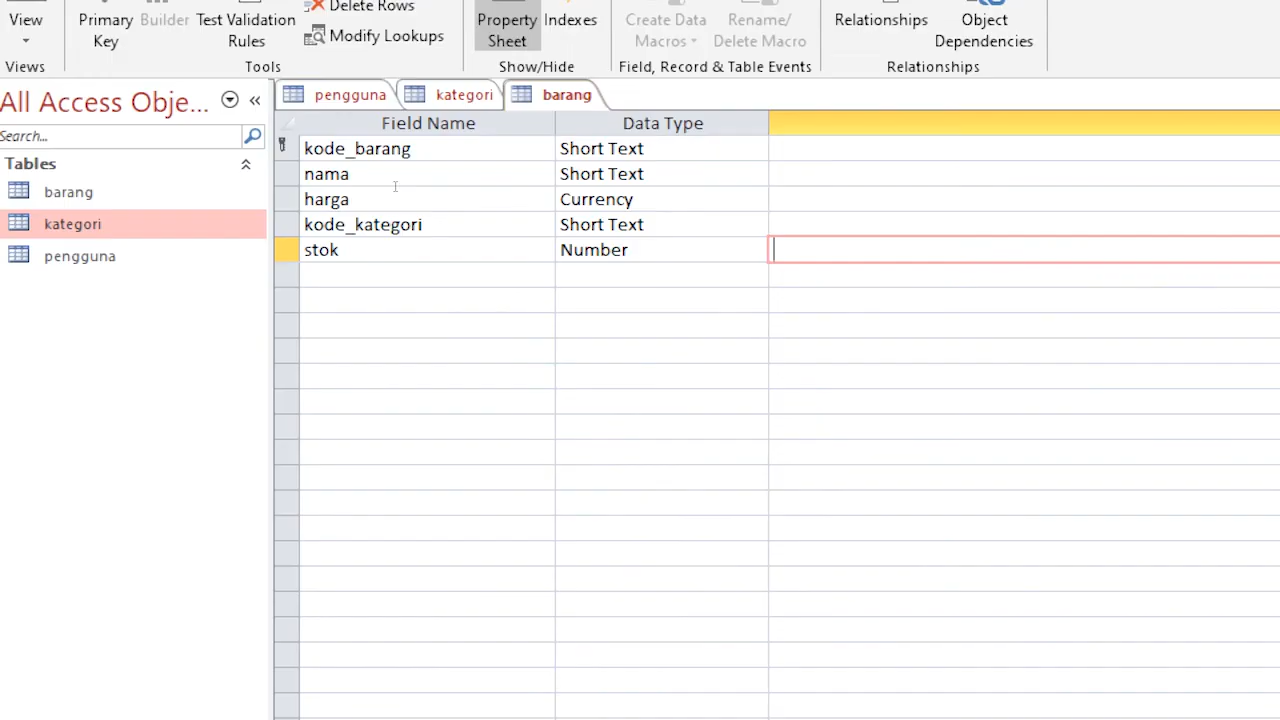 View
Primary Key
Builder
Test Validation Rules
Delete Rows
Modify Lookups
Property Sheet
Indexes
Create Data Macros
Rename/ Delete Macro
Relationships
Object Dependencies
Views
Tools
Show/Hide
Field, Record & Table Events
Relationships
All Access Obje...
Search...
Tables
barang
kategori
pengguna
pengguna
kategori
barang
Field Name Data Type
kode_barang Short Text
nama Short Text
harga Currency
kode_kategori Short Text
stok Number